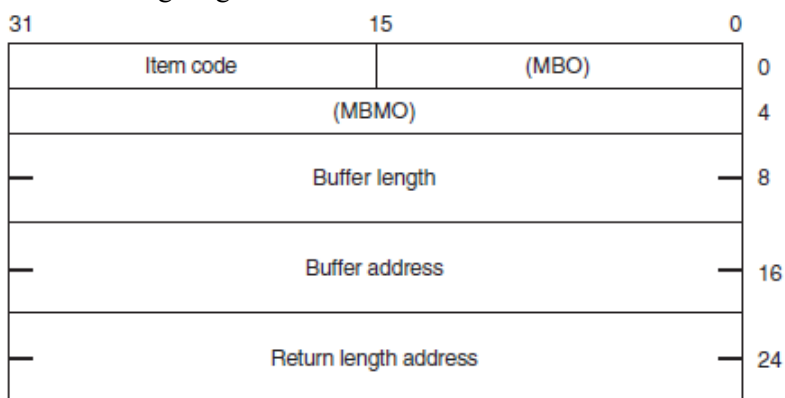 31 15 0
Item code (MBO) 0
(MBMO) 4
Buffer length 8
Buffer address 16
Return length address 24